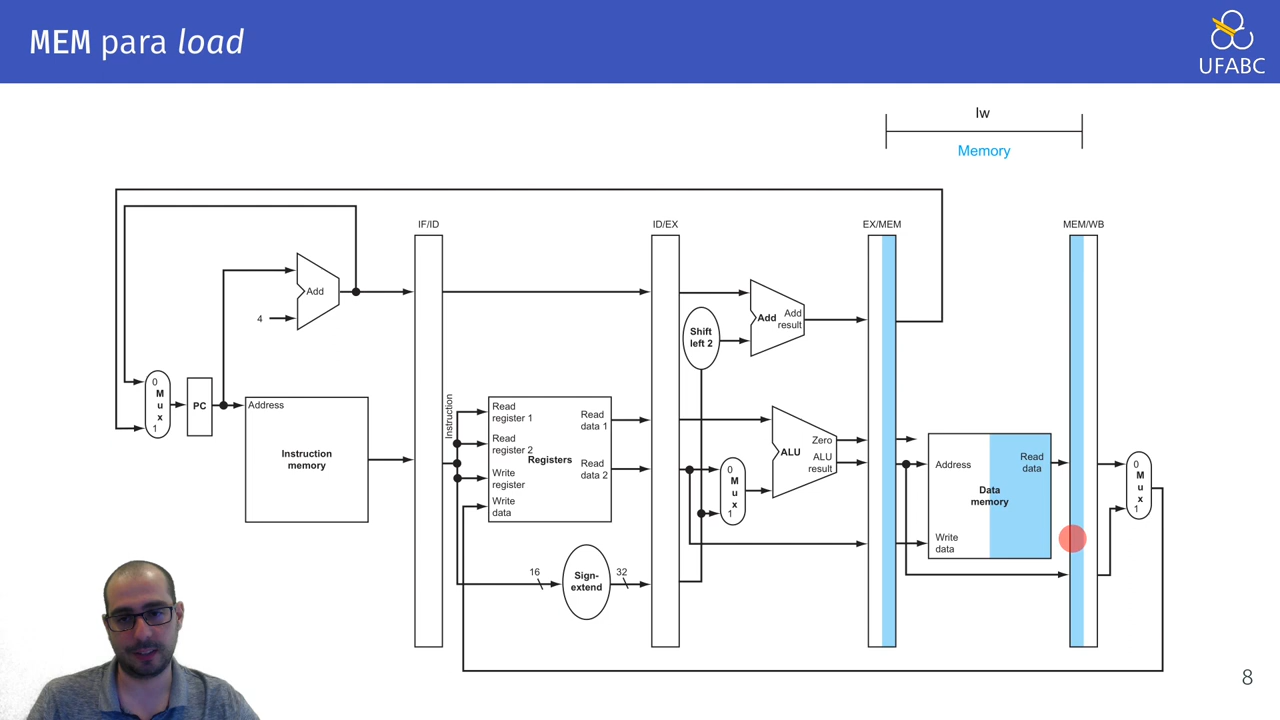 MEM para load
UFABC
lw
Memory
IF/ID
ID/EX
EX/MEM
MEM/WB
Add
4
Shift
left 2
Add
Add
result
0
M
u
x
1
PC
Address
Instruction
memory
Instruction
Read
register 1
Read
register 2
Write
register
Write
data
Registers
Read
data 1
Read
data 2
16
Sign-
extend
32
0
M
u
x
1
ALU
Zero
ALU
result
Address
Data
memory
Write
data
Read
data
0
M
u
x
1
8